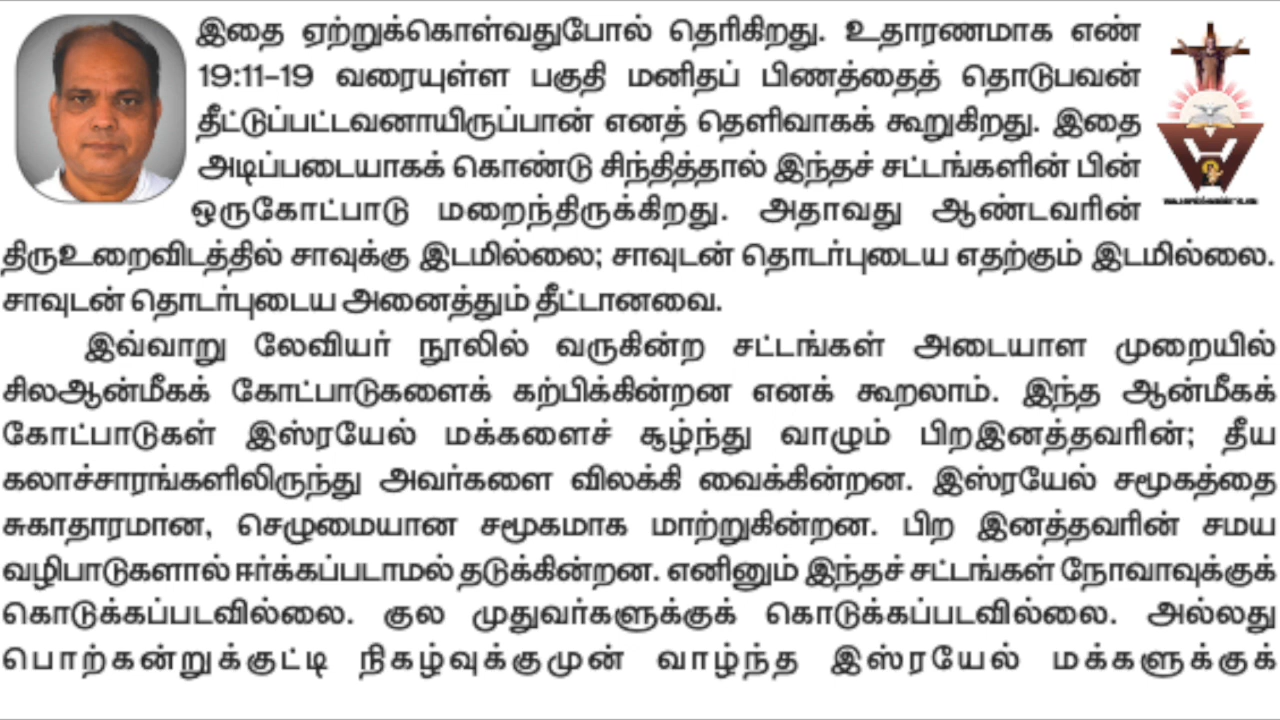 இதை ஏற்றுக்கொள்வதுபோல் தெரிகிறது. உதாரணமாக எண்
19:11-19 வரையுள்ள பகுதி மனிதப் பிணத்தைத் தொடுபவன்
தீட்டுப்பட்டவனாயிருப்பான் எனத் தெளிவாகக் கூறுகிறது. இதை
அடிப்படையாகக் கொண்டு சிந்தித்தால் இந்தச் சட்டங்களின் பின்
ஒருகோட்பாடு மறைந்திருக்கிறது. அதாவது ஆண்டவரின்
திருஉறைவிடத்தில் சாவுக்கு இடமில்லை; சாவுடன் தொடர்புடைய எதற்கும் இடமில்லை.
சாவுடன் தொடர்புடைய அனைத்தும் தீட்டானவை.
இவ்வாறு லேவியர் நூலில் வருகின்ற சட்டங்கள் அடையாள முறையில்
சிலஆன்மீகக் கோட்பாடுகளைக் கற்பிக்கின்றன எனக் கூறலாம். இந்த ஆன்மீகக்
கோட்பாடுகள் இஸ்ரயேல் மக்களைச் சூழ்ந்து வாழும் பிறஇனத்தவரின்; தீய
கலாச்சாரங்களிலிருந்து அவர்களை விலக்கி வைக்கின்றன. இஸ்ரயேல் சமூகத்தை
சுகாதாரமான, செழுமையான சமூகமாக மாற்றுகின்றன. பிற இனத்தவரின் சமய
வழிபாடுகளால் ஈர்க்கப்படாமல் தடுக்கின்றன. எனினும் இந்தச் சட்டங்கள் நோவாவுக்குக்
கொடுக்கப்படவில்லை. குல முதுவர்களுக்குக் கொடுக்கப்படவில்லை. அல்லது
பொற்கன்றுக்குட்டி நிகழ்வுக்குமுன் வாழ்ந்த இஸ்ரயேல் மக்களுக்குக்